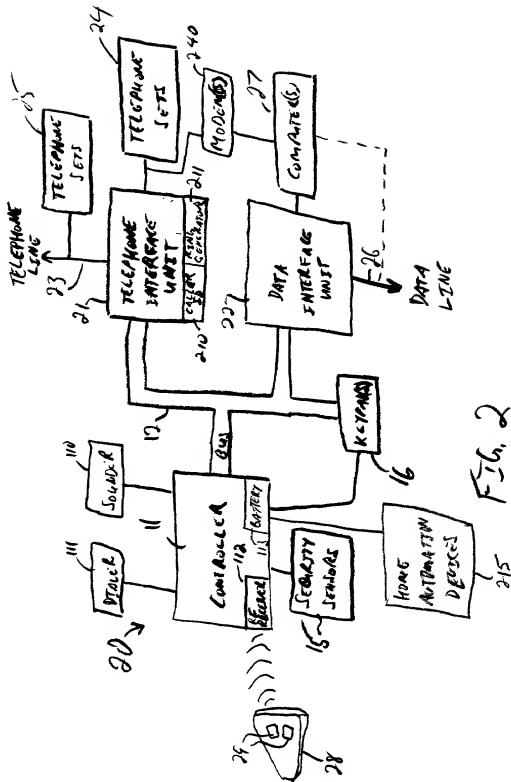 TELEPHONE
LINE
TELEPHONE
SETS
TELEPHONE
SETS
24
23
21
TELEPHONE
INTERFACE
UNIT
CALLER
ID
RING
GENERATOR
210
211
MODEM(S)
240
COMPUTER(S)
27
22
DATA
INTERFACE
UNIT
26
DATA
LINE
12
BUS
KEYPAD(S)
16
SOUNDER
110
DIALER
111
20
CONTROLLER
11
RF
RECEIVER
112
BATTERY
115
SECURITY
SENSORS
15
HOME
AUTOMATION
DEVICES
215
29
28
FIG. 2